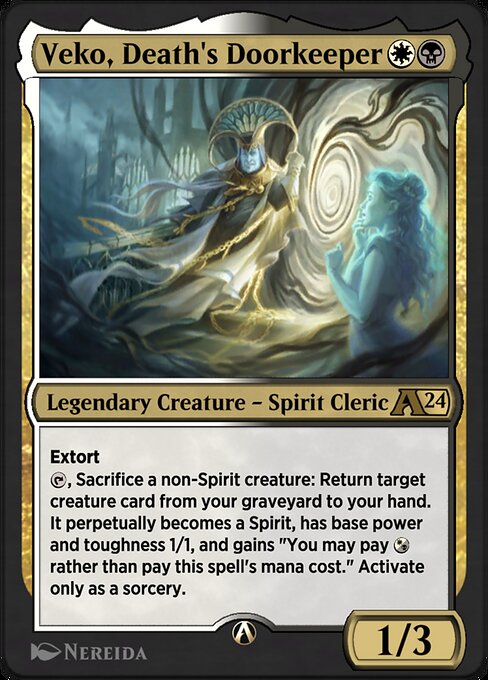 Veko, Death's Doorkeeper
Legendary Creature – Spirit Cleric
A24
Extort
, Sacrifice a non-Spirit creature: Return target
creature card from your graveyard to your hand.
It perpetually becomes a Spirit, has base power
and toughness 1/1, and gains "You may pay
rather than pay this spell's mana cost." Activate
only as a sorcery.
1/3
Nereida